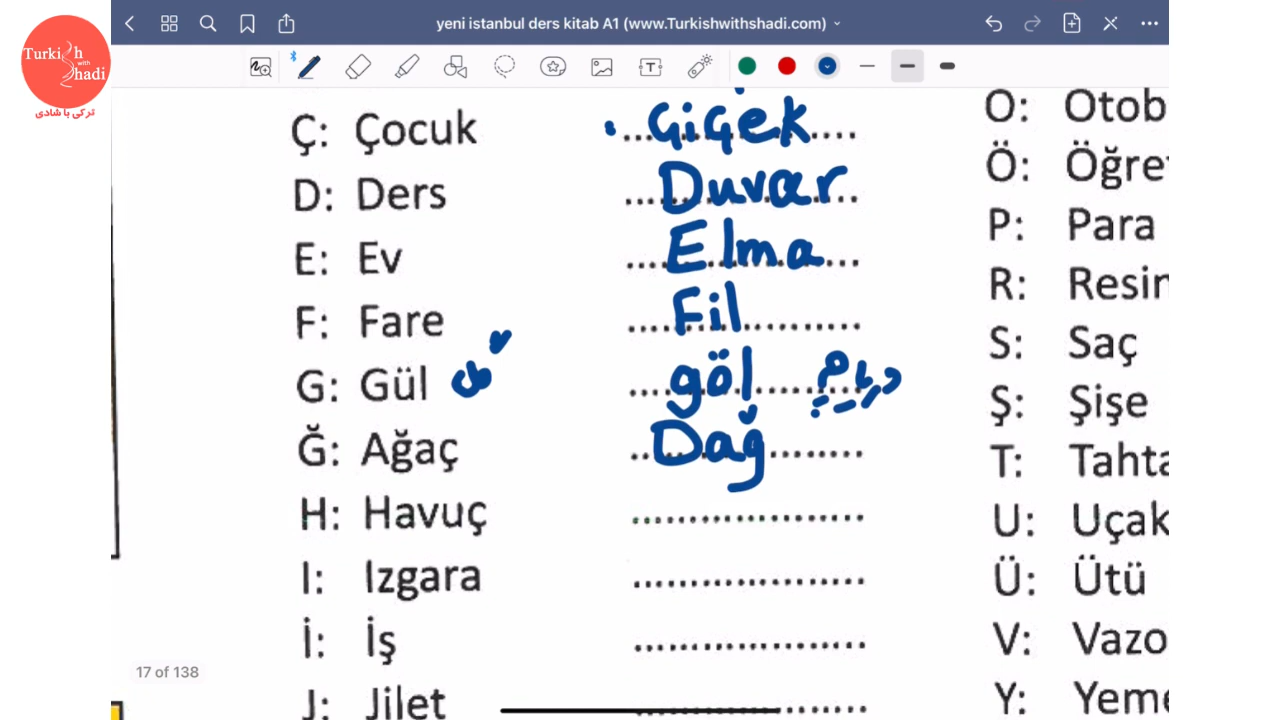 yeni istanbul ders kitab A1 (www.Turkishwithshadi.com)
Turkish
with
Shadi
ترکی با شادی
Ç: Çocuk ... Çiçek ...
D: Ders ... Duvar ...
E: Ev ... Elma ...
F: Fare ... Fil ...
G: Gül گل ... göl ...
Ğ: Ağaç ... Dağ ...
H: Havuç ...
I: Izgara ...
İ: İş ...
J: Jilet ...
O: Otob
Ö: Öğret
P: Para
R: Resin
S: Saç
Ş: Şişe
T: Tahta
U: Uçak
Ü: Ütü
V: Vazo
Y: Yeme
17 of 138